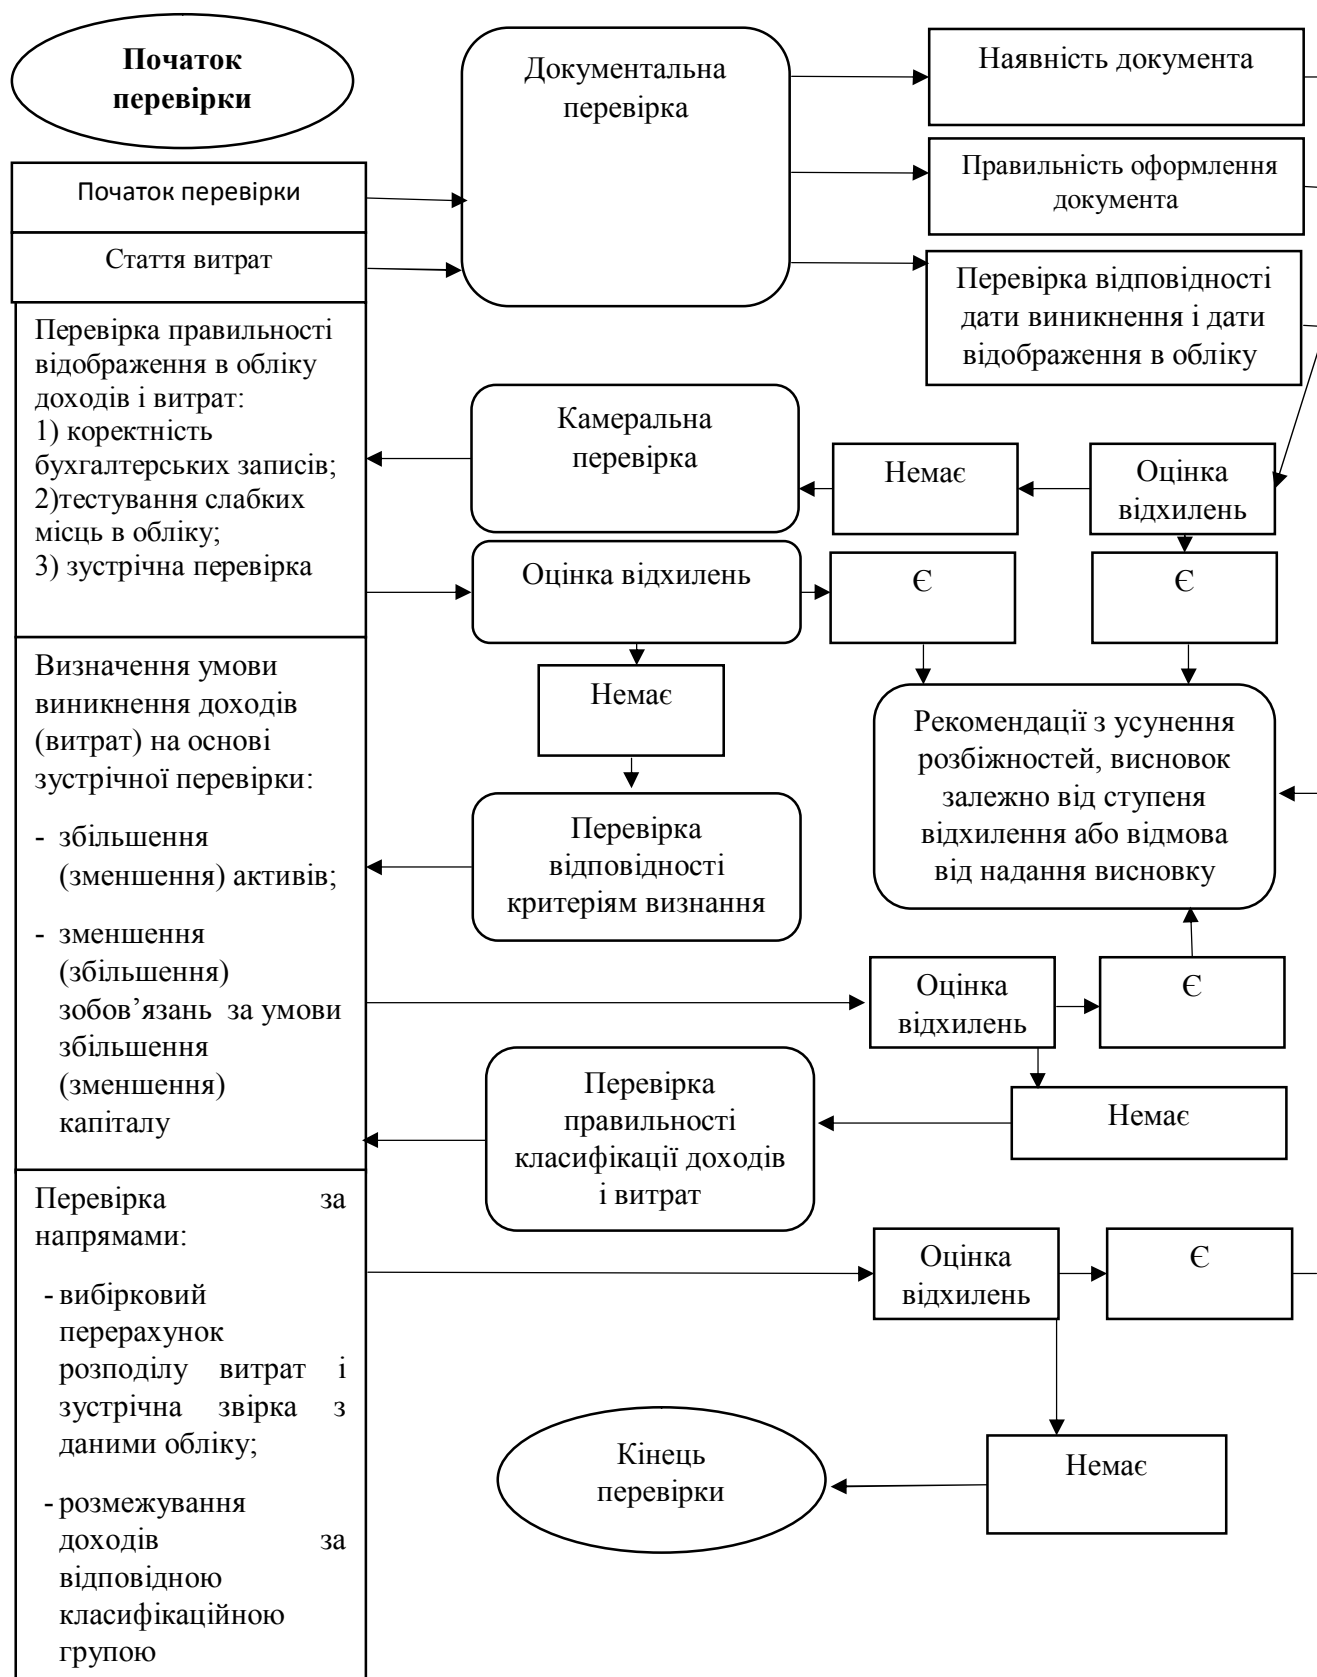 Початок
перевірки
Документальна
перевірка
Наявність документа
Правильність оформлення
документа
Перевірка відповідності
дати виникнення і дати
відображення в обліку
Початок перевірки
Стаття витрат
Перевірка правильності
відображення в обліку
доходів і витрат:
1) коректність
бухгалтерських записів;
2)тестування слабких
місць в обліку;
3) зустрічна перевірка
Камеральна
перевірка
Немає
Оцінка
відхилень
Оцінка відхилень
Є
Є
Немає
Рекомендації з усунення
розбіжностей, висновок
залежно від ступеня
відхилення або відмова
від надання висновку
Визначення умови
виникнення доходів
(витрат) на основі
зустрічної перевірки:
- збільшення
(зменшення) активів;
- зменшення
(збільшення)
зобов’язань за умови
збільшення
(зменшення)
капіталу
Перевірка
відповідності
критеріям визнання
Оцінка
відхилень
Є
Немає
Перевірка
правильності
класифікації доходів
і витрат
Перевірка за
напрямами:
- вибірковий
перерахунок
розподілу витрат і
зустрічна звірка з
даними обліку;
- розмежування
доходів за
відповідною
класифікаційною
групою
Оцінка
відхилень
Є
Немає
Кінець
перевірки